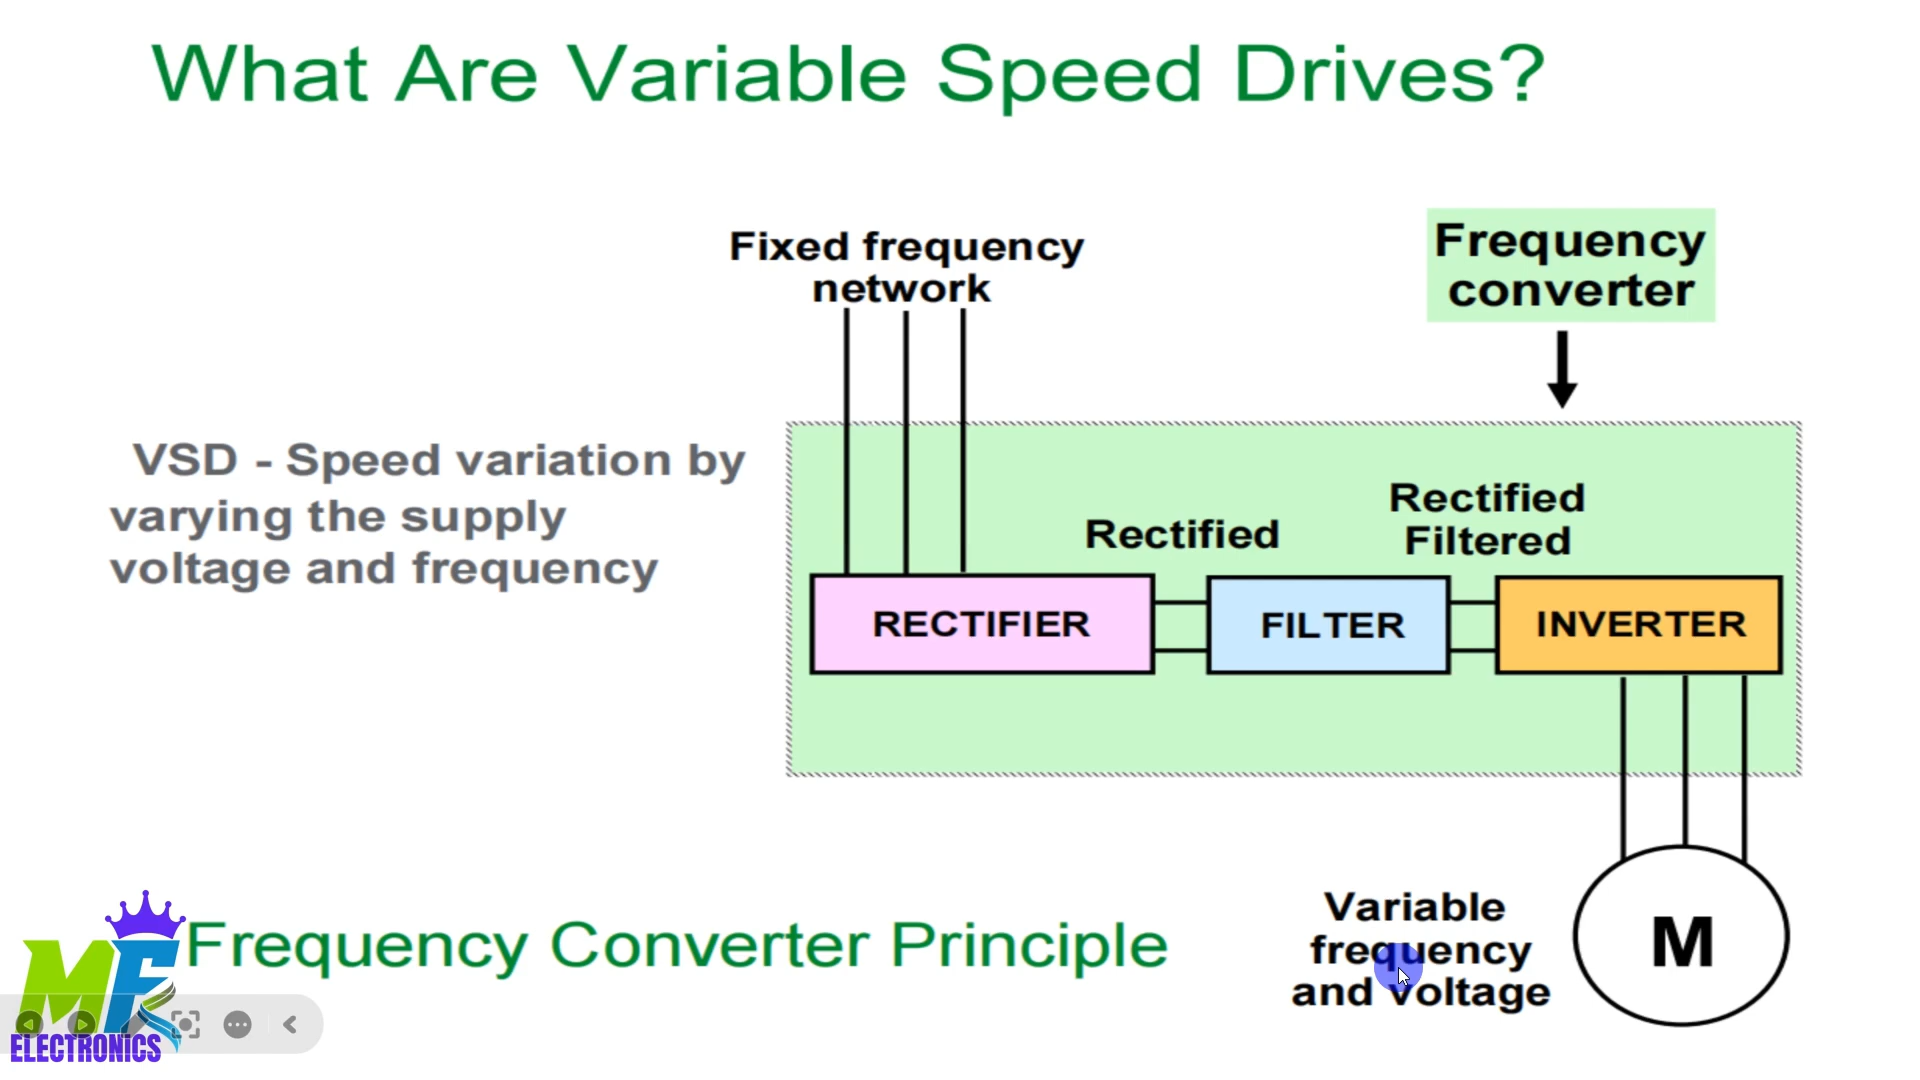 What Are Variable Speed Drives?
Fixed frequency
network
Frequency
converter
VSD - Speed variation by
varying the supply
voltage and frequency
Rectified
Rectified
Filtered
RECTIFIER
FILTER
INVERTER
Variable
frequency
and voltage
M
Frequency Converter Principle
MF
ELECTRONICS